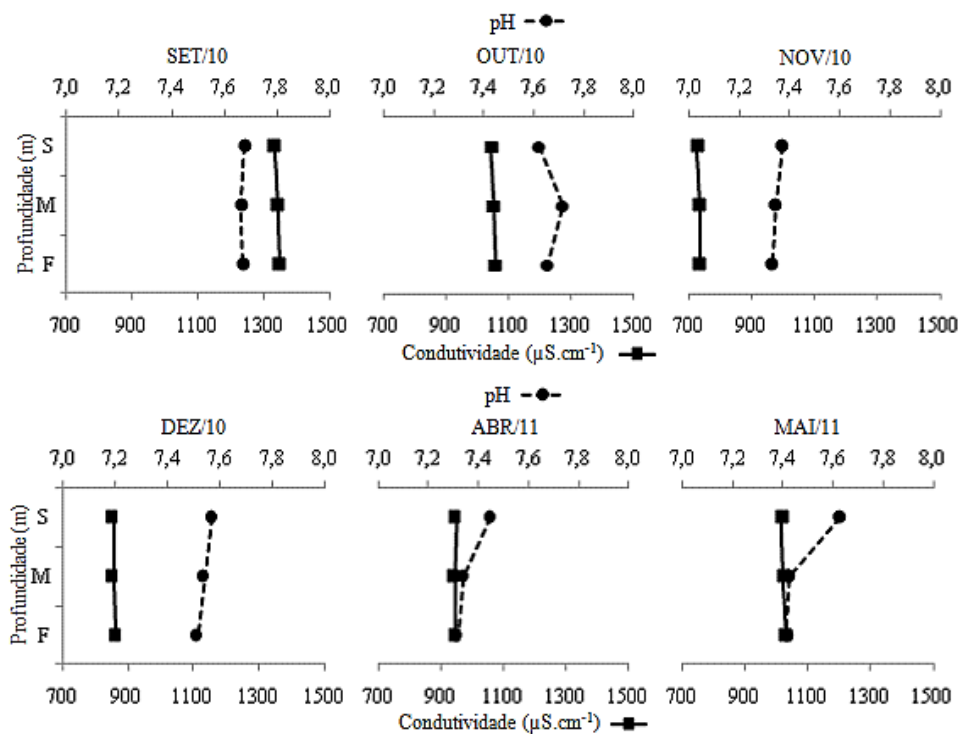 pH
SET/10 OUT/10 NOV/10
7,0 7,2 7,4 7,6 7,8 8,0 7,0 7,2 7,4 7,6 7,8 8,0 7,0 7,2 7,4 7,6 7,8 8,0
Profundidade (m)
S
M
F
700 900 1100 1300 1500 700 900 1100 1300 1500 700 900 1100 1300 1500
Condutividade (µS.cm⁻¹)
pH
DEZ/10 ABR/11 MAI/11
7,0 7,2 7,4 7,6 7,8 8,0 7,0 7,2 7,4 7,6 7,8 8,0 7,0 7,2 7,4 7,6 7,8 8,0
Profundidade (m)
S
M
F
700 900 1100 1300 1500 700 900 1100 1300 1500 700 900 1100 1300 1500
Condutividade (µS.cm⁻¹)